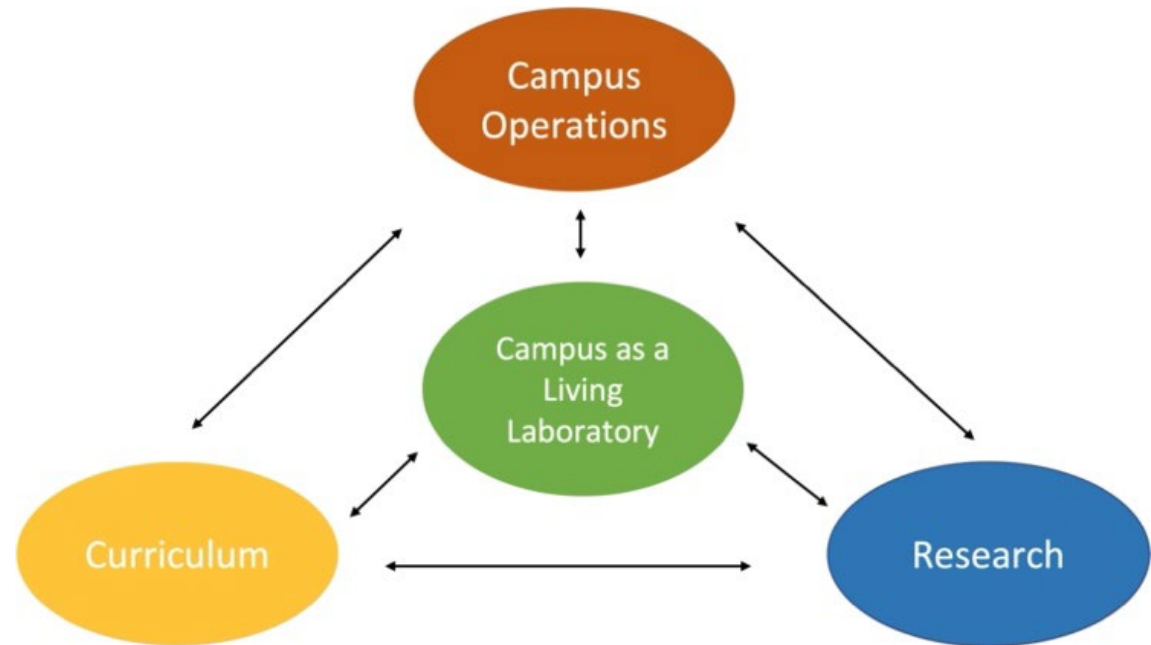 Campus
Operations
Campus as a
Living
Laboratory
Curriculum
Research